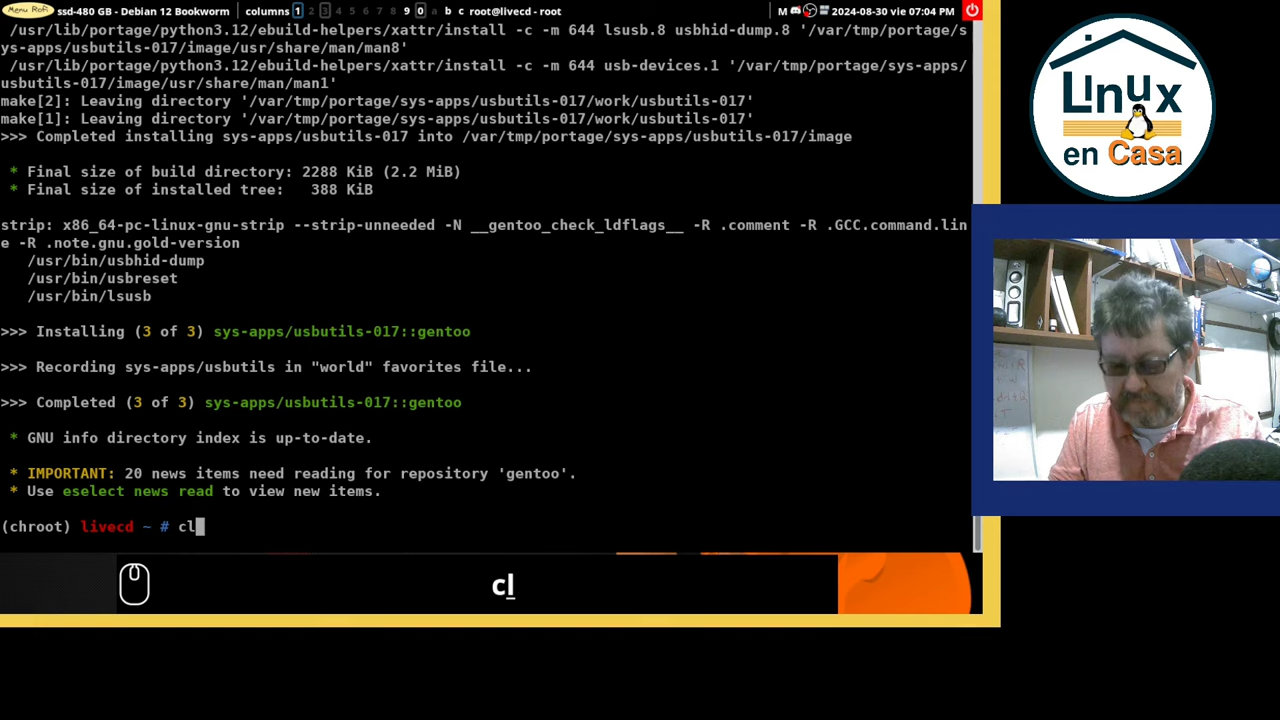 Menu Rofi ssd-480 GB - Debian 12 Bookworm columns 1 2 3 4 5 6 7 8 9 0 a b c root@livecd - root M 2024-08-30 vie 07:04 PM
/usr/lib/portage/python3.12/ebuild-helpers/xattr/install -c -m 644 lsusb.8 usbhid-dump.8 '/var/tmp/portage/s
ys-apps/usbutils-017/image/usr/share/man/man8'
/usr/lib/portage/python3.12/ebuild-helpers/xattr/install -c -m 644 usb-devices.1 '/var/tmp/portage/sys-apps/
usbutils-017/image/usr/share/man/man1'
make[2]: Leaving directory '/var/tmp/portage/sys-apps/usbutils-017/work/usbutils-017'
make[1]: Leaving directory '/var/tmp/portage/sys-apps/usbutils-017/work/usbutils-017'
>>> Completed installing sys-apps/usbutils-017 into /var/tmp/portage/sys-apps/usbutils-017/image
* Final size of build directory: 2288 KiB (2.2 MiB)
* Final size of installed tree:   388 KiB
strip: x86_64-pc-linux-gnu-strip --strip-unneeded -N __gentoo_check_ldflags__ -R .comment -R .GCC.command.lin
e -R .note.gnu.gold-version
/usr/bin/usbhid-dump
/usr/bin/usbreset
/usr/bin/lsusb
>>> Installing (3 of 3) sys-apps/usbutils-017::gentoo
>>> Recording sys-apps/usbutils in "world" favorites file...
>>> Completed (3 of 3) sys-apps/usbutils-017::gentoo
* GNU info directory index is up-to-date.
* IMPORTANT: 20 news items need reading for repository 'gentoo'.
* Use eselect news read to view new items.
(chroot) livecd ~ # cl
cl
Linux
en Casa